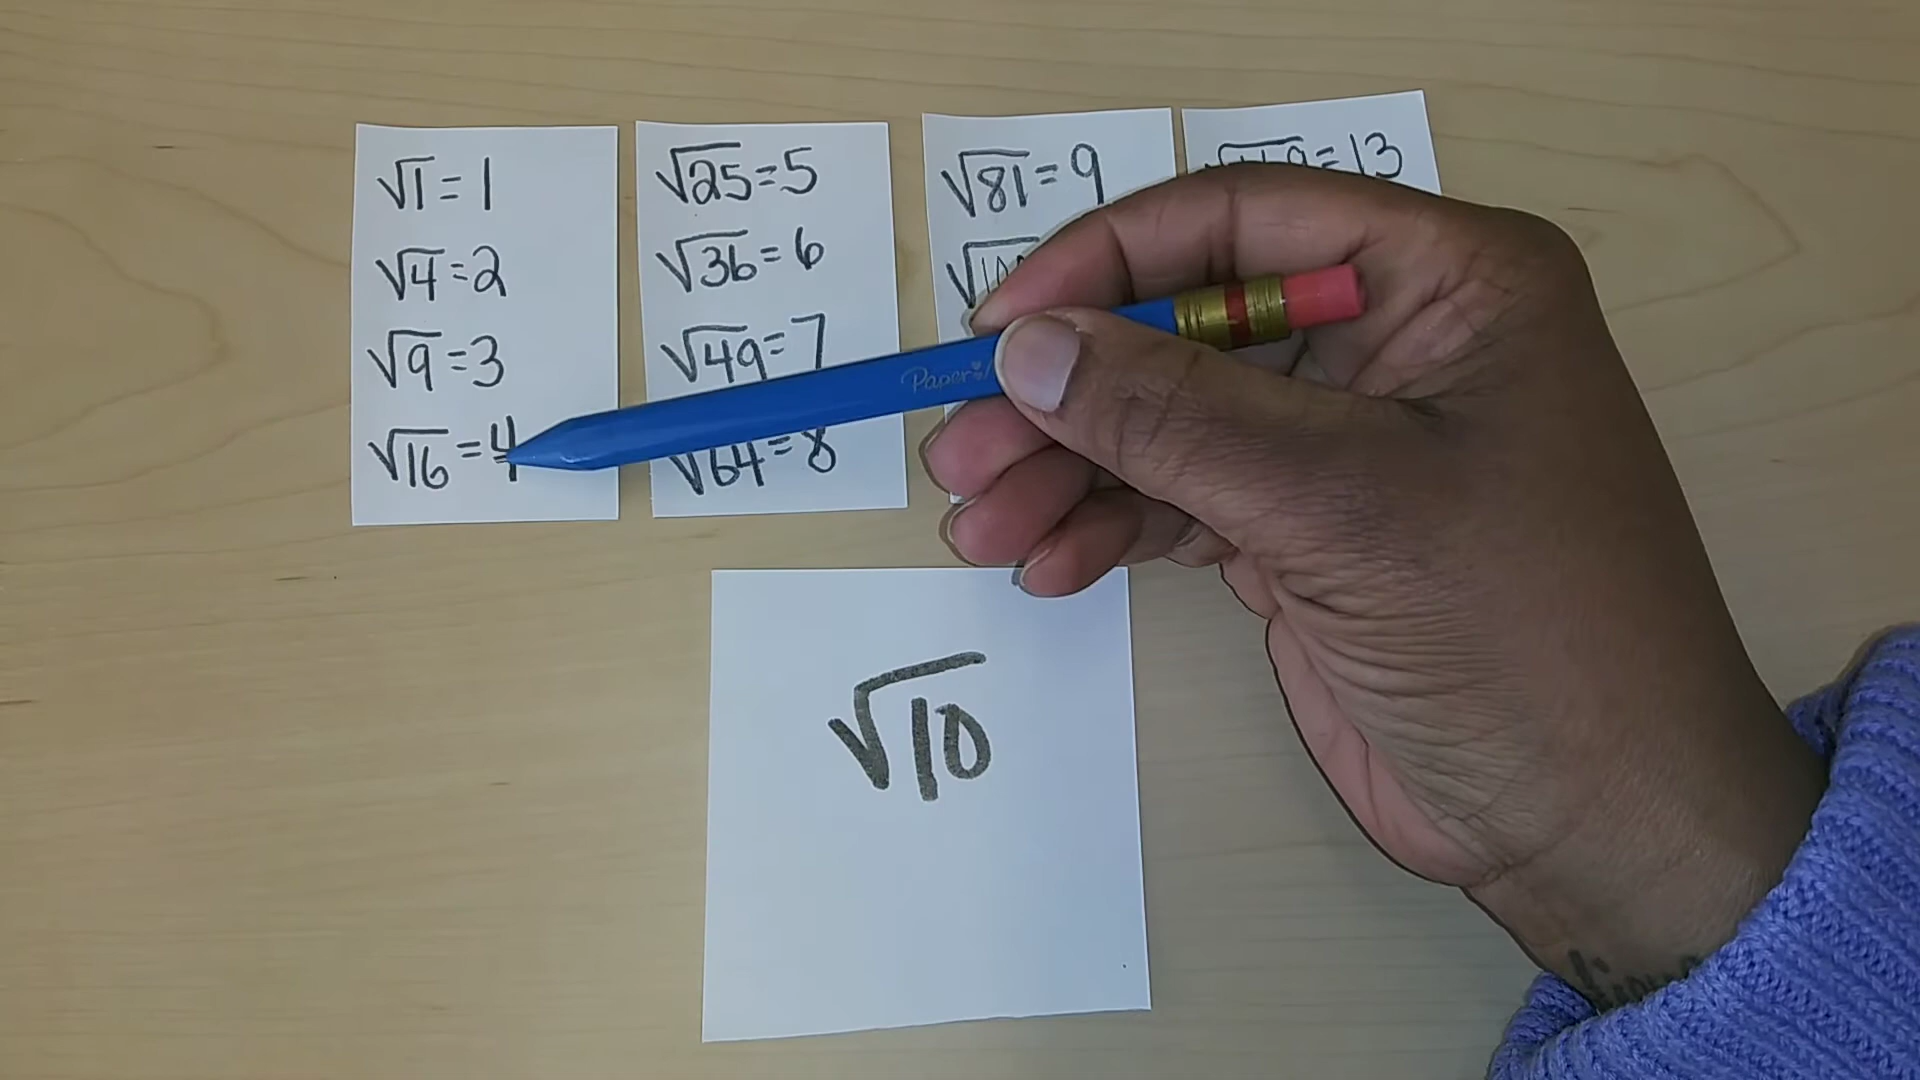 √1 = 1
√4 = 2
√9 = 3
√16 = 4
√25 = 5
√36 = 6
√49 = 7
√64 = 8
√81 = 9
= 13
Paper
√10